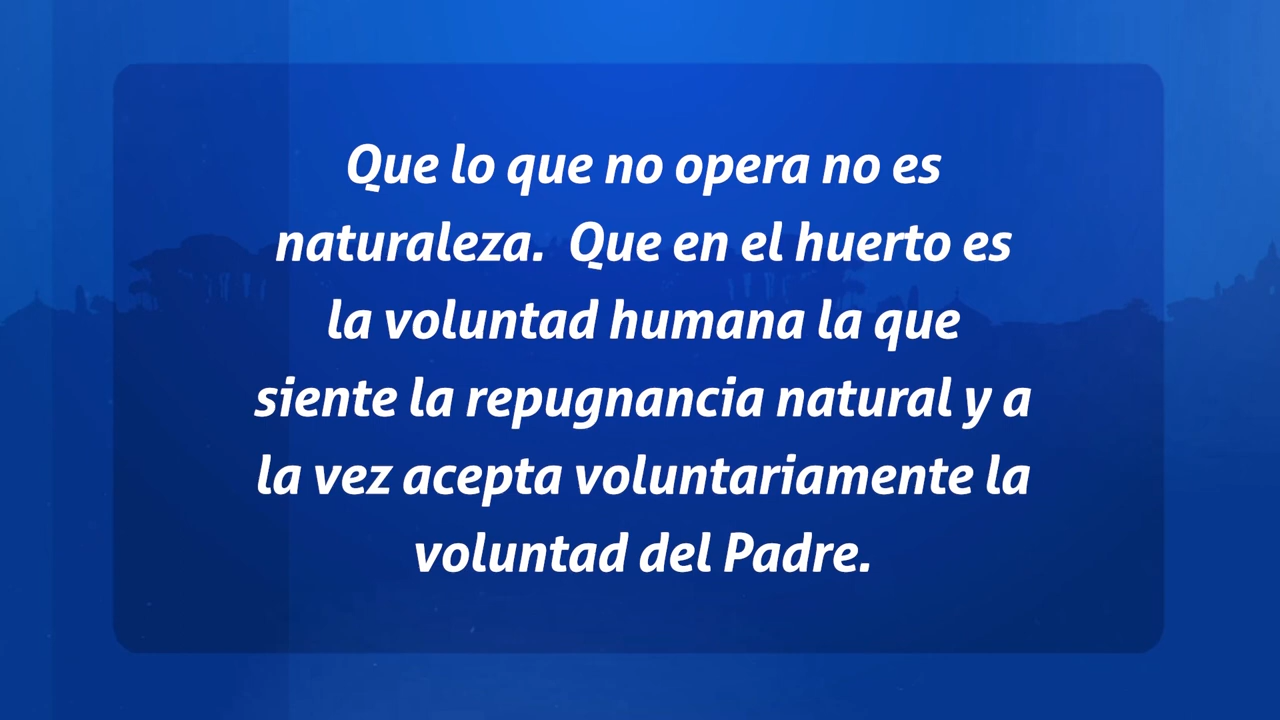 Que lo que no opera no es
naturaleza.  Que en el huerto es
la voluntad humana la que
siente la repugnancia natural y a
la vez acepta voluntariamente la
voluntad del Padre.